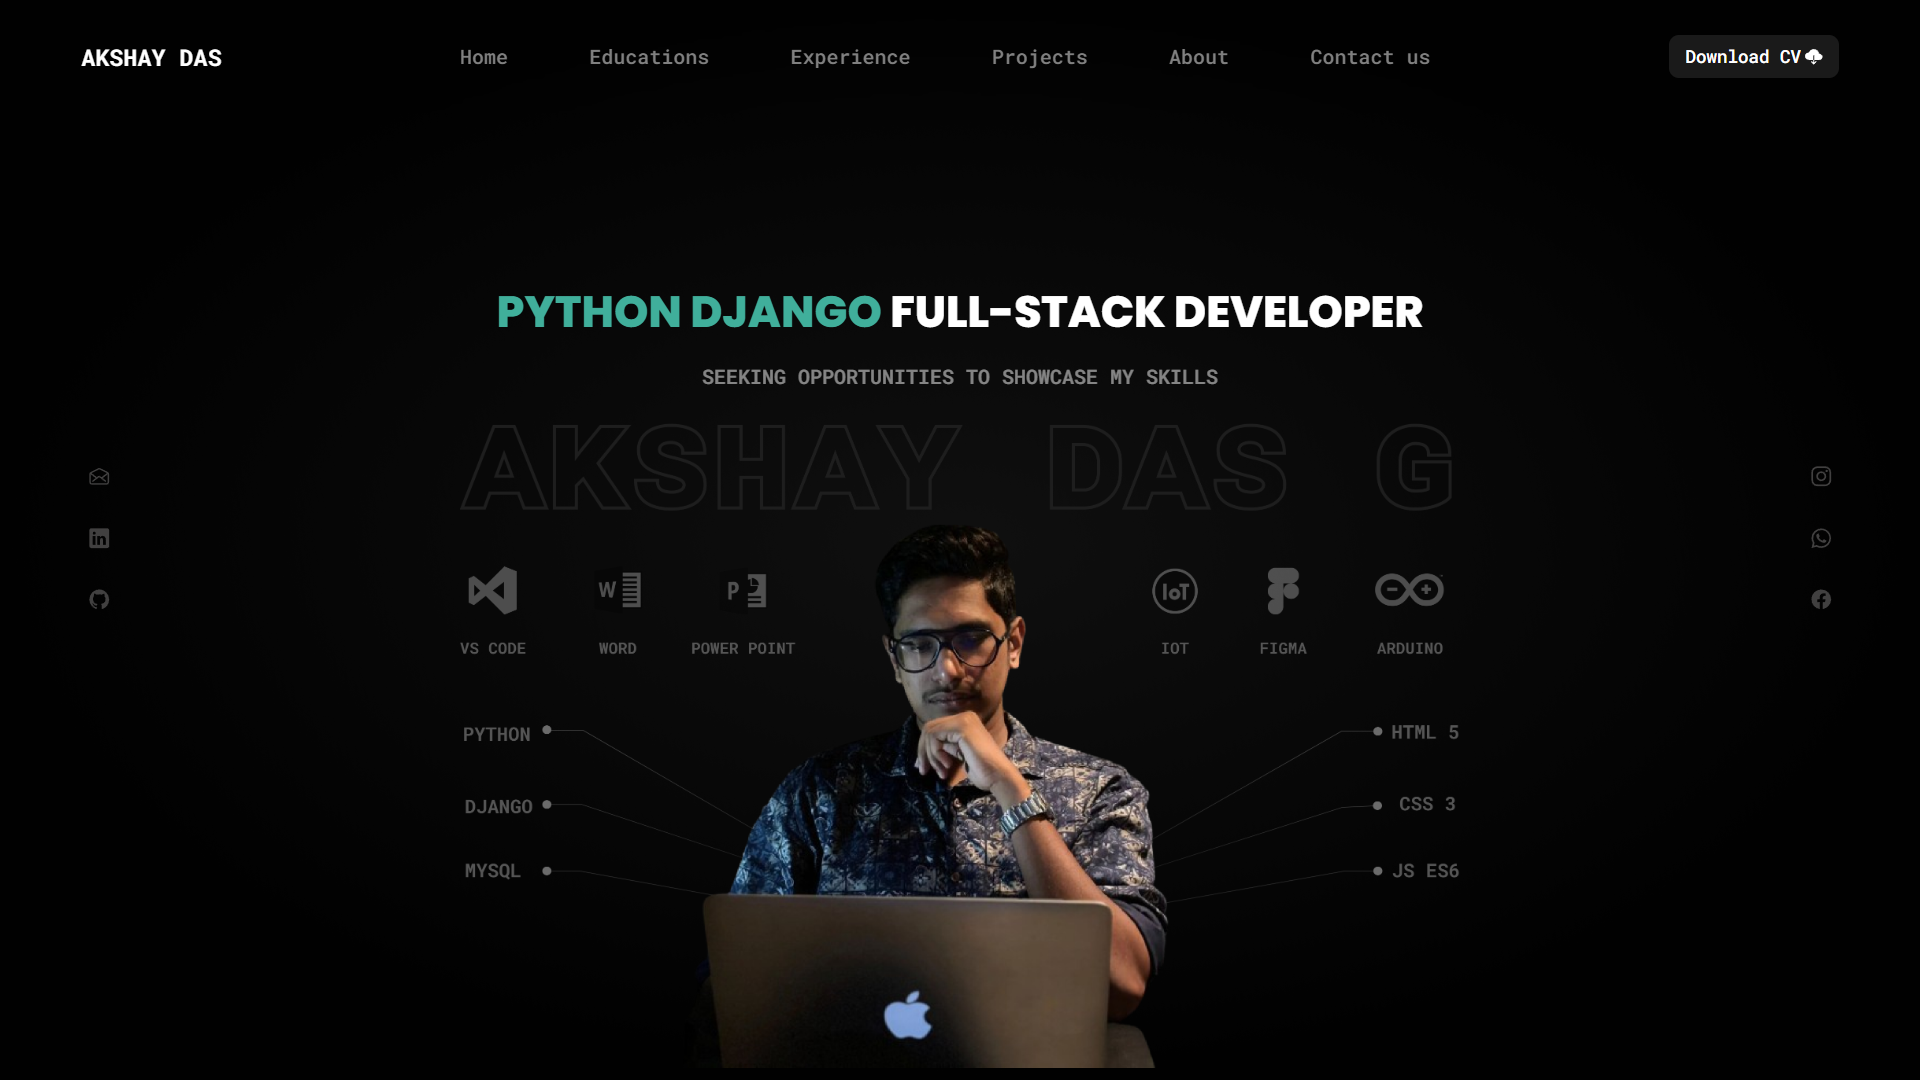 AKSHAY DAS
Home Educations Experience Projects About Contact us
Download CV
PYTHON DJANGO FULL-STACK DEVELOPER
SEEKING OPPORTUNITIES TO SHOWCASE MY SKILLS
AKSHAY DAS G
in
W P IoT
VS CODE WORD POWER POINT IOT FIGMA ARDUINO
PYTHON HTML 5
DJANGO CSS 3
MYSQL JS ES6